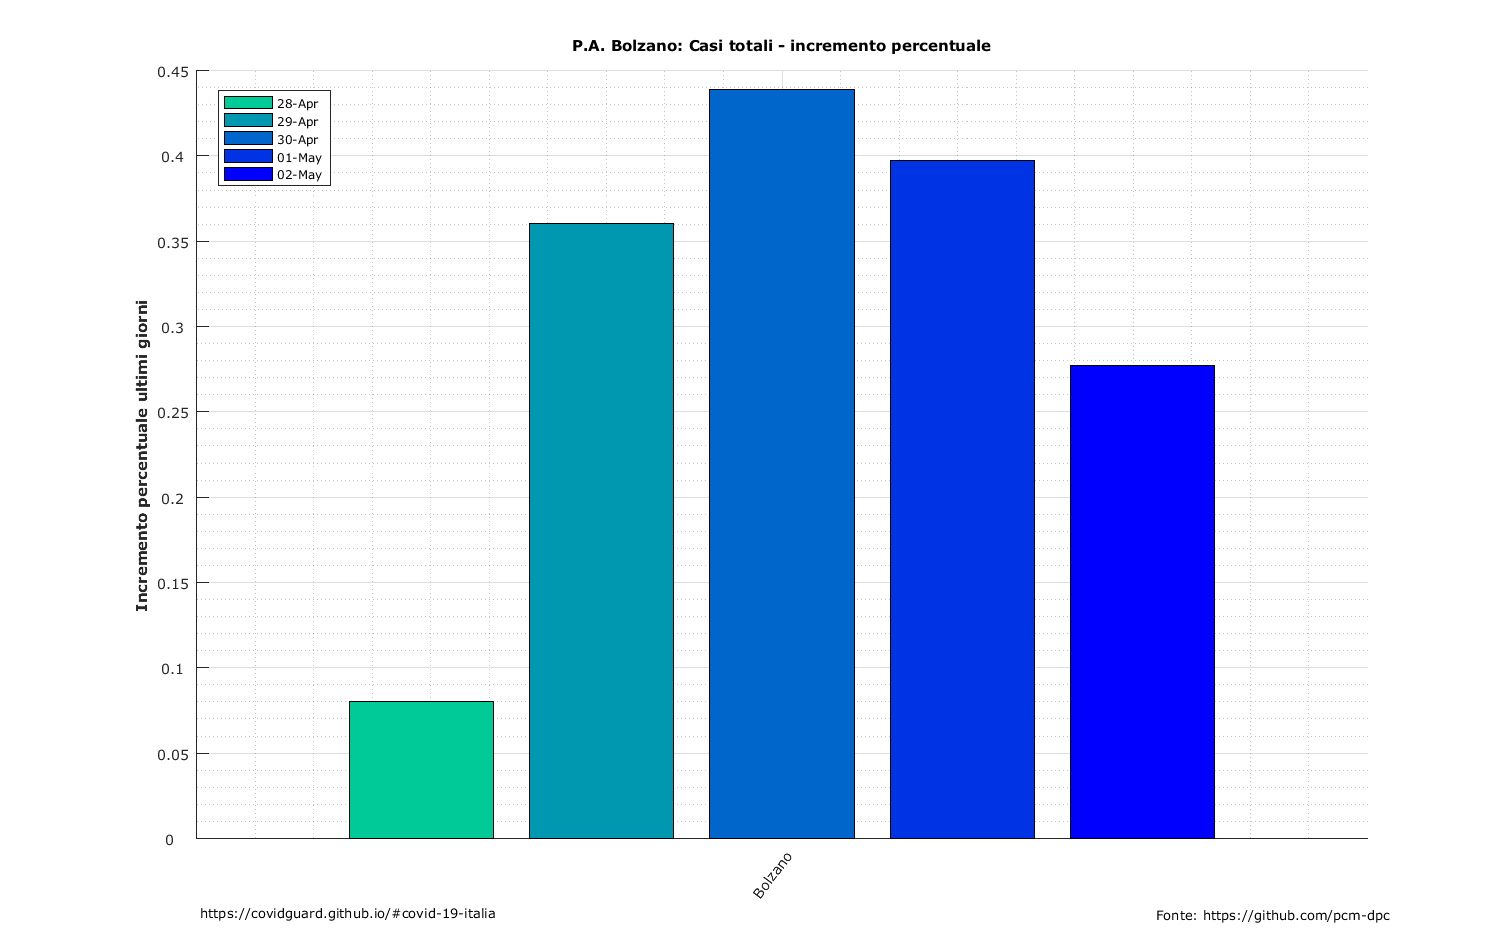 P.A. Bolzano: Casi totali - incremento percentuale
0.45
0.4
0.35
0.3
0.25
0.2
0.15
0.1
0.05
0
Incremento percentuale ultimi giorni
28-Apr
29-Apr
30-Apr
01-May
02-May
Bolzano
https://covidguard.github.io/#covid-19-italia
Fonte: https://github.com/pcm-dpc